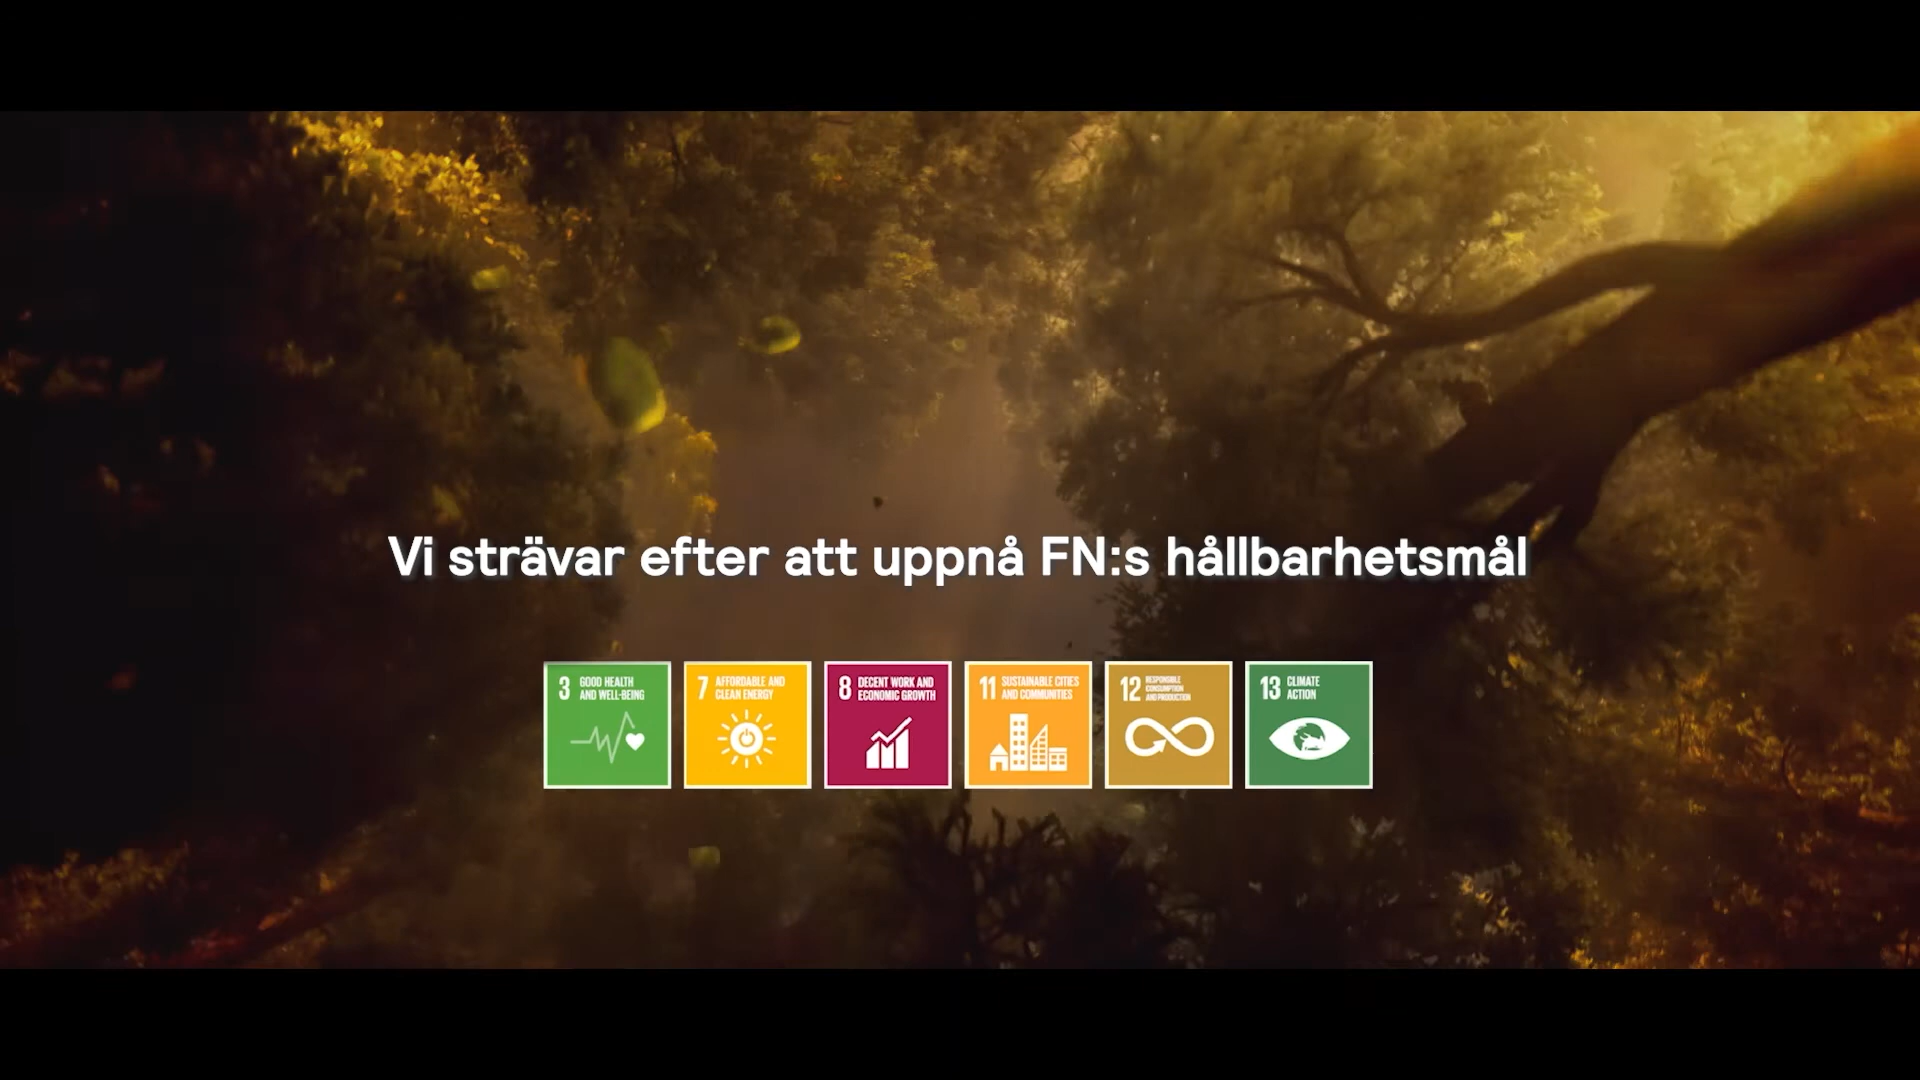 Vi strävar efter att uppnå FN:s hållbarhetsmål
3 GOOD HEALTH
AND WELL-BEING
7 AFFORDABLE AND
CLEAN ENERGY
8 DECENT WORK AND
ECONOMIC GROWTH
11 SUSTAINABLE CITIES
AND COMMUNITIES
12 RESPONSIBLE
CONSUMPTION
AND PRODUCTION
13 CLIMATE
ACTION